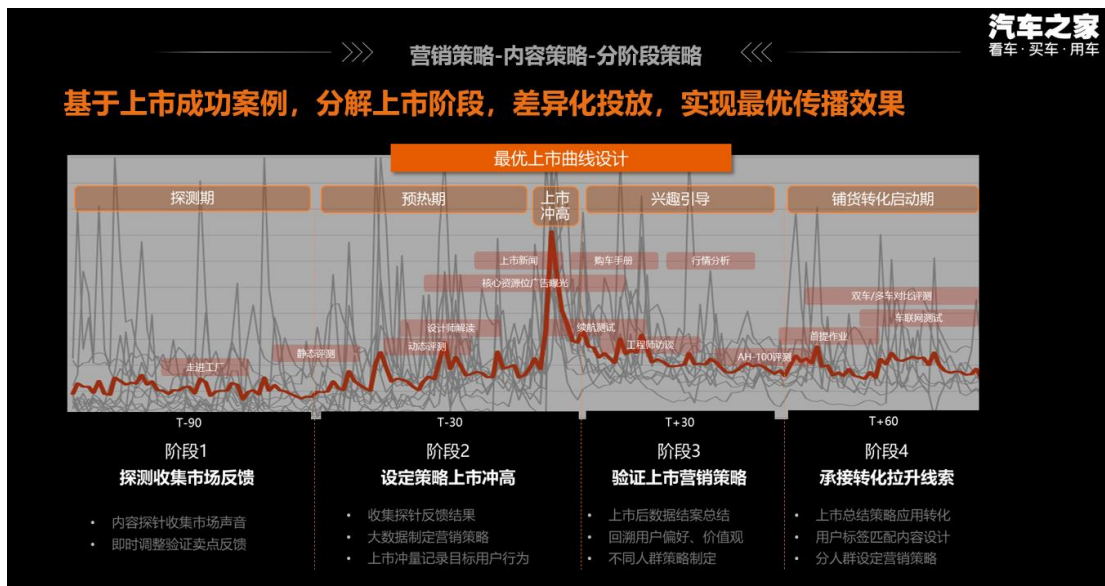 汽车之家
看车·买车·用车
营销策略-内容策略-分阶段策略
基于上市成功案例，分解上市阶段，差异化投放，实现最优传播效果
最优上市曲线设计
探测期
预热期
上市
冲高
兴趣引导
铺货转化启动期
上市新闻
购车手册
行情分析
核心资源位广告曝光
双车/多车对比评测
车联网测试
设计师解读
续航测试
首提作业
动态评测
工程师访谈
静态评测
AH-100评测
走进工厂
T-90
T-30
T+30
T+60
阶段1
探测收集市场反馈
• 内容探针收集市场声音
• 即时调整验证卖点反馈
阶段2
设定策略上市冲高
• 收集探针反馈结果
• 大数据制定营销策略
• 上市冲量记录目标用户行为
阶段3
验证上市营销策略
• 上市后数据结案总结
• 回溯用户偏好、价值观
• 不同人群策略制定
阶段4
承接转化拉升线索
• 上市总结策略应用转化
• 用户标签匹配内容设计
• 分人群设定营销策略